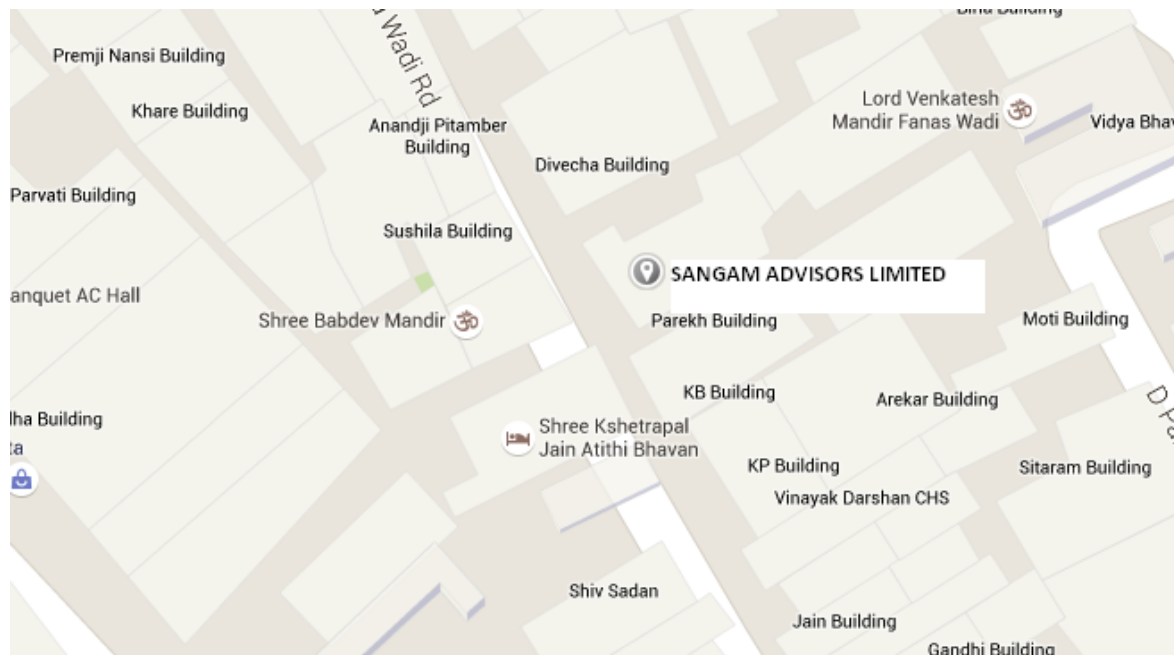 Premji Nansi Building
Khare Building
Wadi Rd
Anandji Pitamber
Building
Parvati Building
Sushila Building
Divecha Building
Building
Lord Venkatesh
Mandir Fanas Wadi
Vidya
SANGAM ADVISORS LIMITED
AC Hall
Shree Babdev Mandir
Parekh Building
Moti Building
KB Building
Arekar Building
Building
Shree Kshetrapal
Jain Atithi Bhavan
KP Building
Sitaram Building
Vinayak Darshan CHS
Shiv Sadan
Jain Building
Gandhi Building